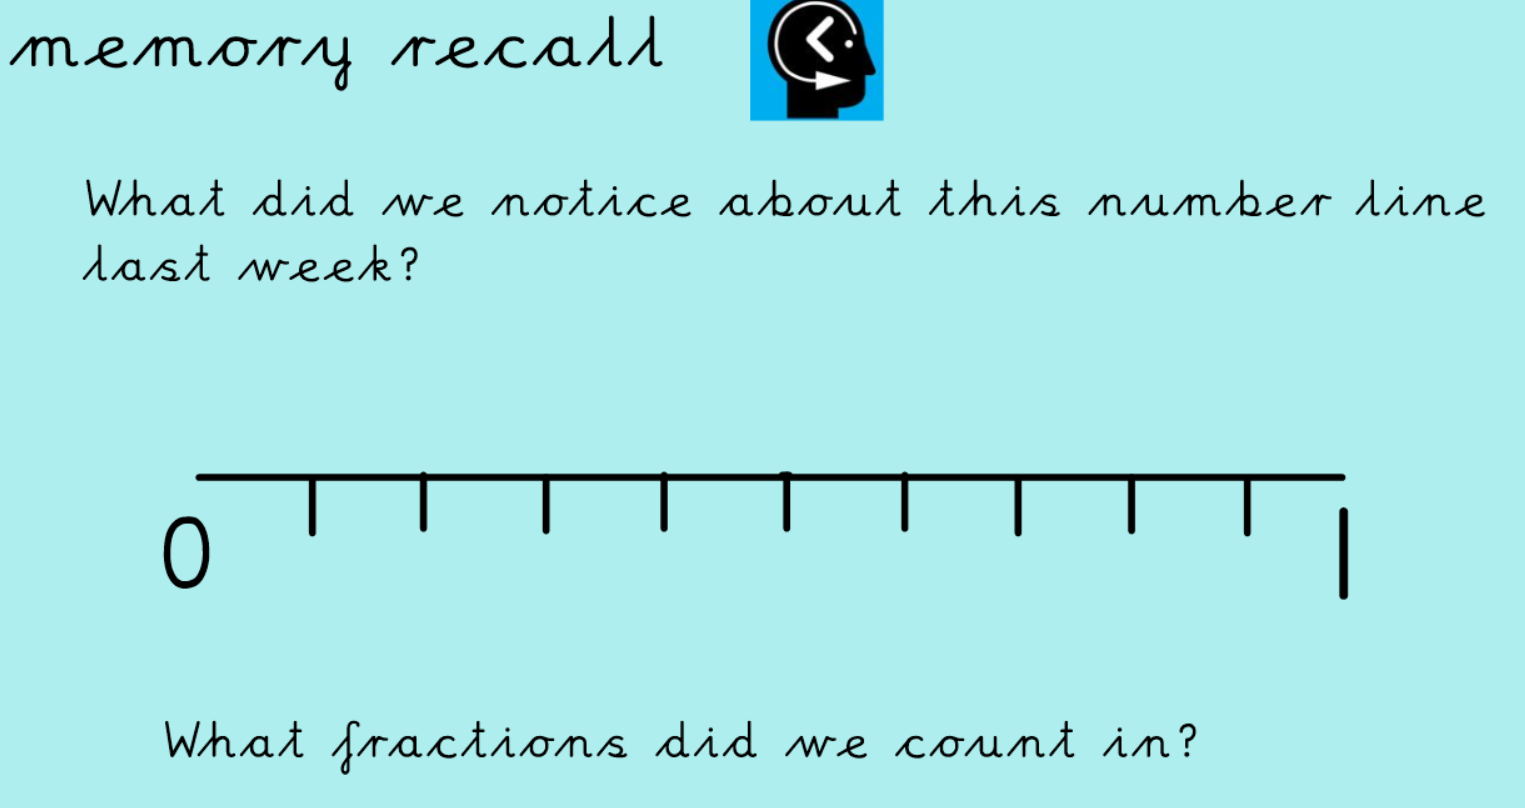 memory recall
What did we notice about this number line
last week?
0 1
What fractions did we count in?